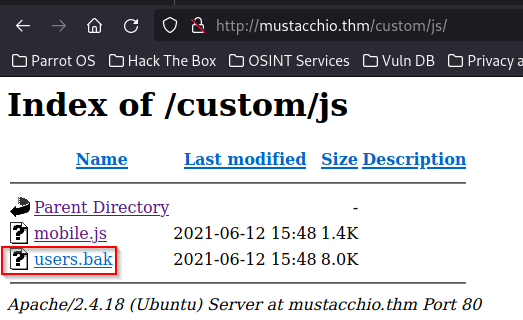 http://mustacchio.thm/custom/js/
Parrot OS Hack The Box OSINT Services Vuln DB Privacy a
Index of /custom/js
Name Last modified Size Description
Parent Directory -
mobile.js 2021-06-12 15:48 1.4K
users.bak 2021-06-12 15:48 8.0K
Apache/2.4.18 (Ubuntu) Server at mustacchio.thm Port 80